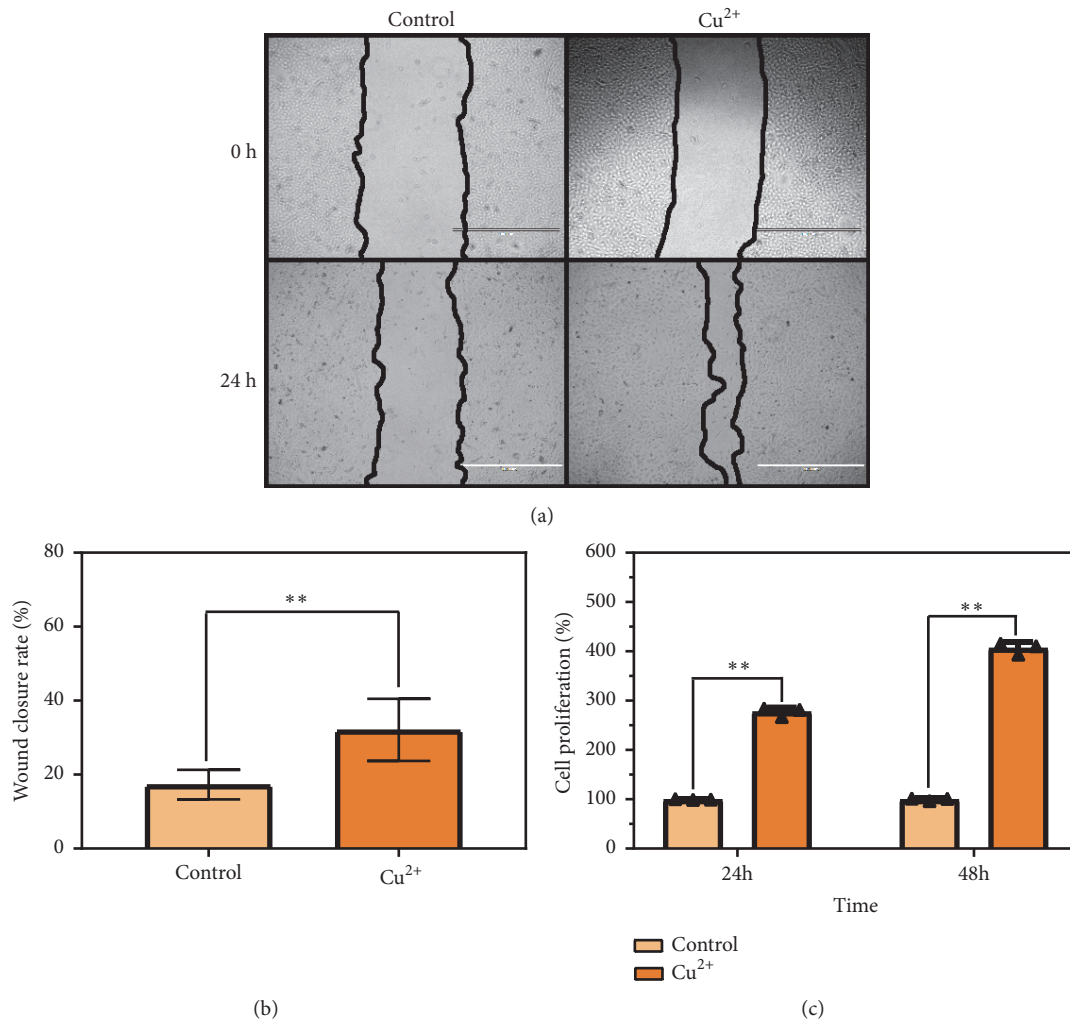 Control Cu²⁺
0 h
24 h
(a)
80
60
40
20
0
Wound closure rate (%)
**
Control Cu²⁺
(b)
600
500
400
300
200
100
0
Cell proliferation (%)
**
**
24h 48h
Time
Control
Cu²⁺
(c)